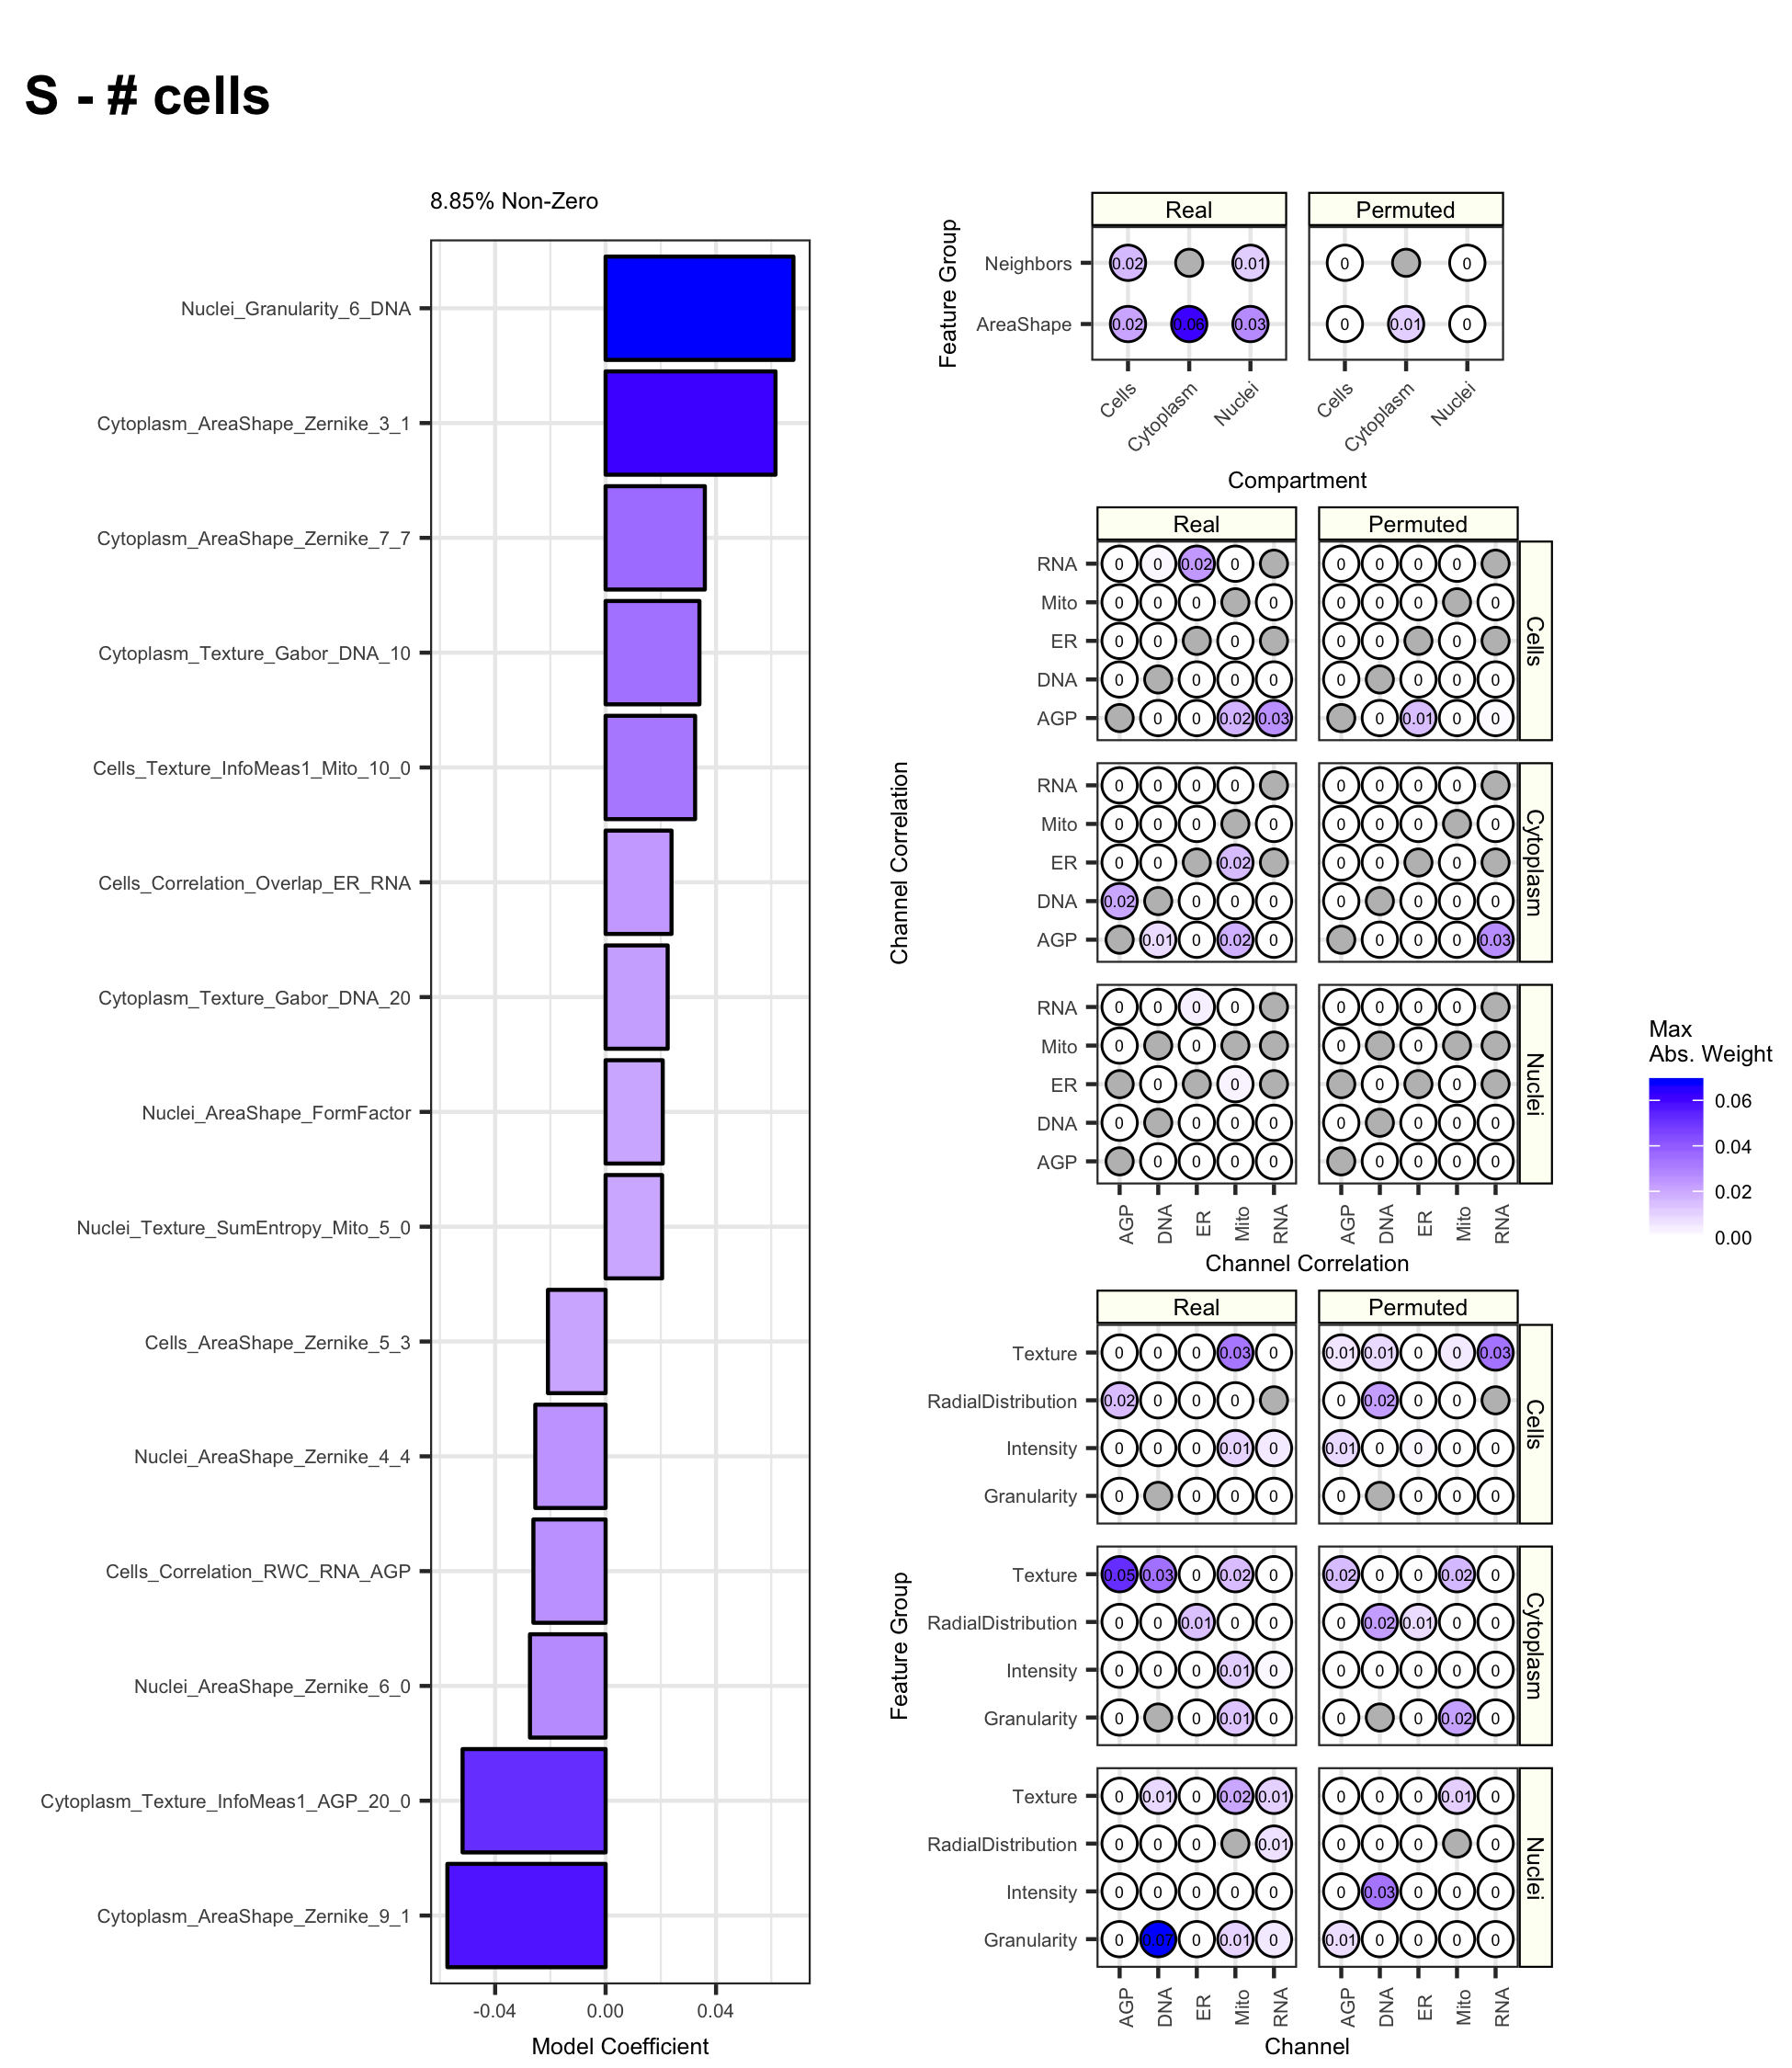 S - # cells
8.85% Non-Zero
Nuclei_Granularity_6_DNA
Cytoplasm_AreaShape_Zernike_3_1
Cytoplasm_AreaShape_Zernike_7_7
Cytoplasm_Texture_Gabor_DNA_10
Cells_Texture_InfoMeas1_Mito_10_0
Cells_Correlation_Overlap_ER_RNA
Cytoplasm_Texture_Gabor_DNA_20
Nuclei_AreaShape_FormFactor
Nuclei_Texture_SumEntropy_Mito_5_0
Cells_AreaShape_Zernike_5_3
Nuclei_AreaShape_Zernike_4_4
Cells_Correlation_RWC_RNA_AGP
Nuclei_AreaShape_Zernike_6_0
Cytoplasm_Texture_InfoMeas1_AGP_20_0
Cytoplasm_AreaShape_Zernike_9_1
-0.04 0.00 0.04
Model Coefficient
Real Permuted
Feature Group
Neighbors 0.02 0.01 0 0
AreaShape 0.02 0.06 0.03 0 0.01 0
Cells Cytoplasm Nuclei Cells Cytoplasm Nuclei
Compartment
Real Permuted
Channel Correlation
RNA 0 0 0.02 0 0 0 0 0
Mito 0 0 0 0 0 0 0 0
ER 0 0 0 0 0 0
DNA 0 0 0 0 0 0 0 0
AGP 0 0 0.02 0.03 0 0.01 0 0
Cells
RNA 0 0 0 0 0 0 0 0
Mito 0 0 0 0 0 0 0 0
ER 0 0 0.02 0 0 0
DNA 0.02 0 0 0 0 0 0 0
AGP 0.01 0 0.02 0 0 0 0 0.03
Cytoplasm
RNA 0 0 0 0 0 0 0 0
Mito 0 0 0 0
ER 0 0 0 0
DNA 0 0 0 0 0 0 0 0
AGP 0 0 0 0 0 0 0 0
Nuclei
AGP DNA ER Mito RNA AGP DNA ER Mito RNA
Channel Correlation
Real Permuted
Feature Group
Texture 0 0 0 0.03 0 0.01 0.01 0 0 0.03
RadialDistribution 0.02 0 0 0 0 0.02 0 0
Intensity 0 0 0 0.01 0 0.01 0 0 0 0
Granularity 0 0 0 0 0 0 0 0
Cells
Texture 0.05 0.03 0 0.02 0 0.02 0 0 0.02 0
RadialDistribution 0 0 0.01 0 0 0 0.02 0.01 0 0
Intensity 0 0 0 0.01 0 0 0 0 0 0
Granularity 0 0 0.01 0 0 0 0.02 0
Cytoplasm
Texture 0 0.01 0 0.02 0.01 0 0 0 0.01 0
RadialDistribution 0 0 0 0.01 0 0 0 0
Intensity 0 0 0 0 0 0 0.03 0 0 0
Granularity 0 0.07 0 0.01 0 0.01 0 0 0 0
Nuclei
AGP DNA ER Mito RNA AGP DNA ER Mito RNA
Channel
Max
Abs. Weight
0.06
0.04
0.02
0.00